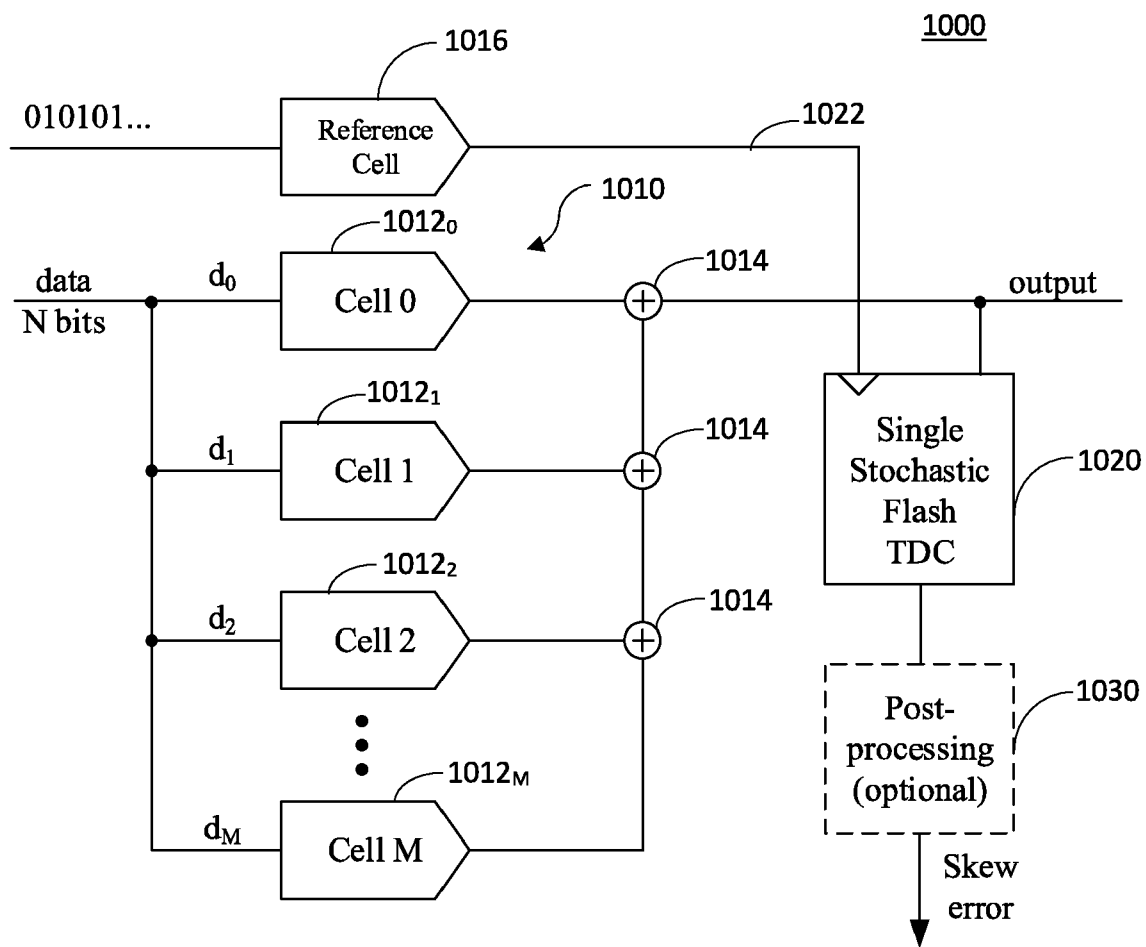 1000
1016
010101...
Reference
Cell
1022
1010
1012₀
data
N bits
d₀
Cell 0
1014
output
1012₁
d₁
Cell 1
1014
Single
Stochastic
Flash
TDC
1020
1012₂
d₂
Cell 2
1014
Post-
processing
(optional)
1030
1012M
dM
Cell M
Skew
error